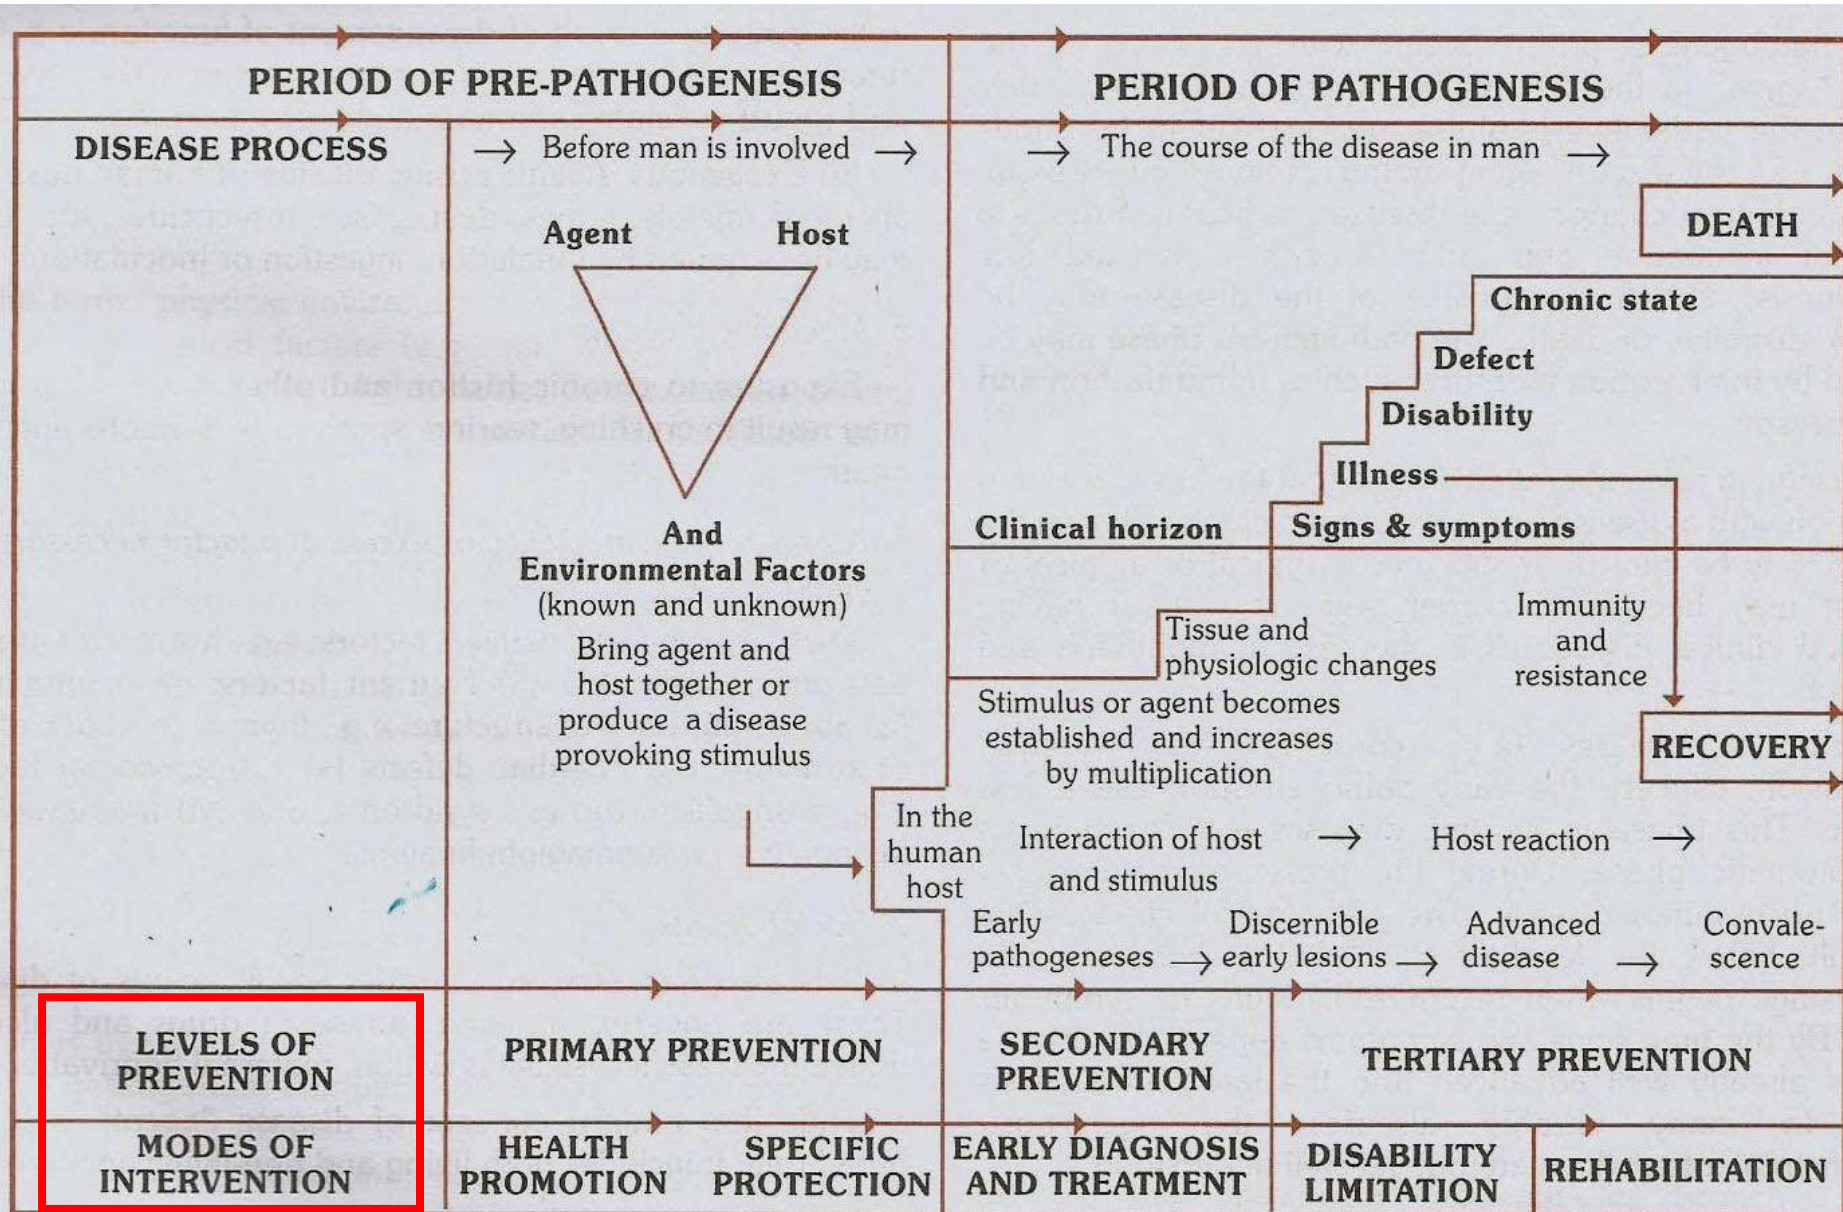 PERIOD OF PRE-PATHOGENESIS
PERIOD OF PATHOGENESIS
DISEASE PROCESS
→ Before man is involved →
→ The course of the disease in man →
DEATH
Agent Host
Chronic state
Defect
Disability
Illness
Clinical horizon
Signs & symptoms
And
Environmental Factors
(known and unknown)
Bring agent and
host together or
produce a disease
provoking stimulus
Tissue and
physiologic changes
Immunity
and
resistance
Stimulus or agent becomes
established and increases
by multiplication
RECOVERY
In the
human
host
Interaction of host
and stimulus
→ Host reaction →
Early
pathogeneses
→ Discernible
early lesions
→ Advanced
disease
→ Convale-
scence
LEVELS OF
PREVENTION
PRIMARY PREVENTION
SECONDARY
PREVENTION
TERTIARY PREVENTION
MODES OF
INTERVENTION
HEALTH
PROMOTION
SPECIFIC
PROTECTION
EARLY DIAGNOSIS
AND TREATMENT
DISABILITY
LIMITATION
REHABILITATION